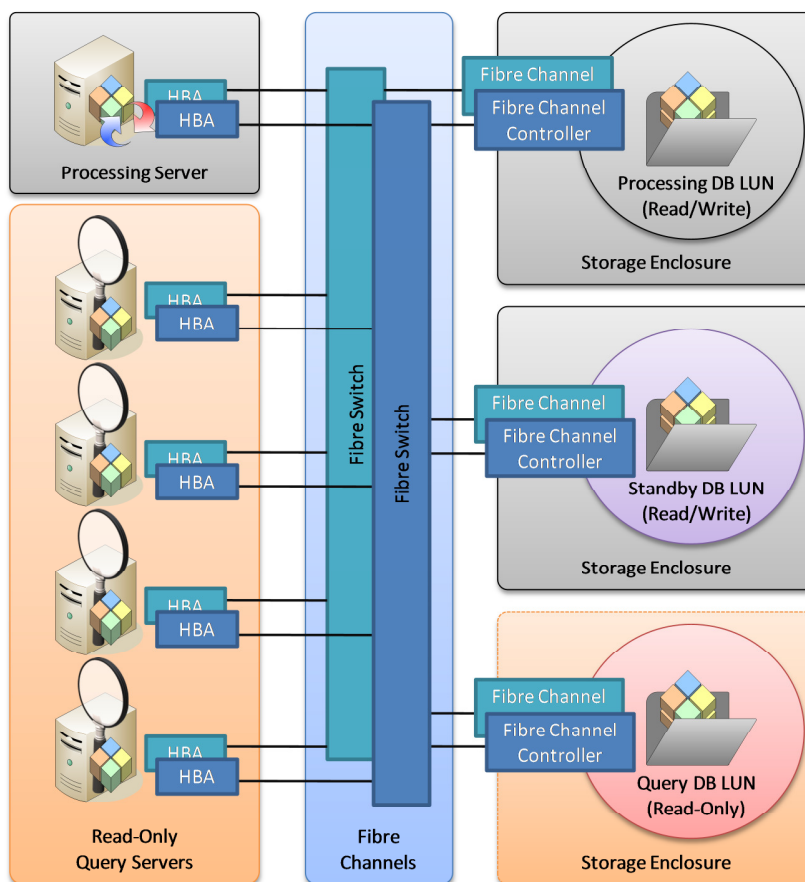 HBA
HBA
Processing Server
HBA
HBA
HBA
HBA
HBA
HBA
HBA
HBA
Read-Only
Query Servers
Fibre Switch
Fibre Switch
Fibre
Channels
Fibre Channel
Fibre Channel
Controller
Processing DB LUN
(Read/Write)
Storage Enclosure
Fibre Channel
Fibre Channel
Controller
Standby DB LUN
(Read/Write)
Storage Enclosure
Fibre Channel
Fibre Channel
Controller
Query DB LUN
(Read-Only)
Storage Enclosure